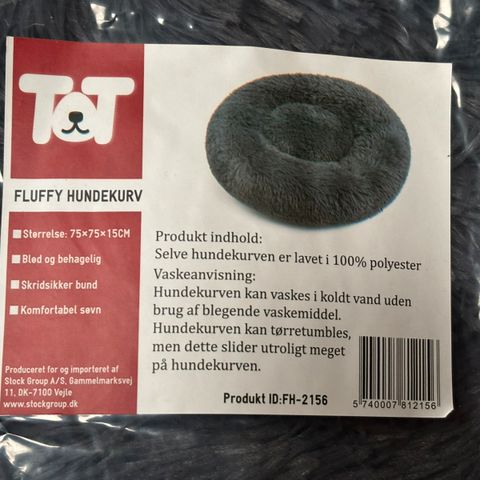 TOT
FLUFFY HUNDEKURV
Størrelse: 75×75×15CM
Blød og behagelig
Skridsikker bund
Komfortabel søvn
Produceret for og importeret af
Stock Group A/S, Gammelmarksvej
11, DK-7100 Vejle
www.stockgroup.dk
Produkt indhold:
Selve hundekurven er lavet i 100% polyester
Vaskeanvisning:
Hundekurven kan vaskes i koldt vand uden
brug af blegende vaskemiddel.
Hundekurven kan tørretumbles,
men dette slider utroligt meget
på hundekurven.
Produkt ID:FH-2156
5 740007 812156